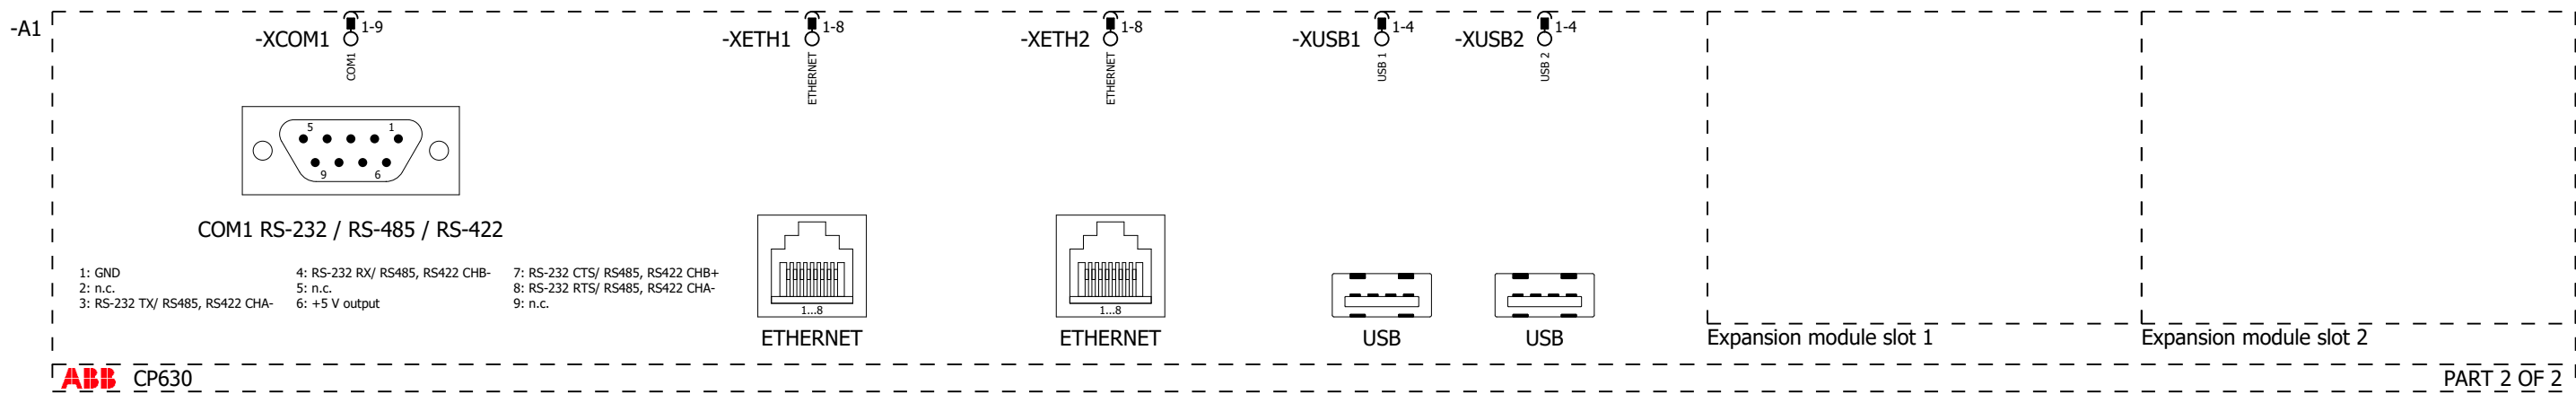 -A1
-XCOM1
1-9
COM1
-XETH1
1-8
ETHERNET
-XETH2
1-8
ETHERNET
-XUSB1
1-4
USB 1
-XUSB2
1-4
USB 2
5
1
9
6
COM1 RS-232 / RS-485 / RS-422
1: GND
2: n.c.
3: RS-232 TX/ RS485, RS422 CHA-
4: RS-232 RX/ RS485, RS422 CHB-
5: n.c.
6: +5 V output
7: RS-232 CTS/ RS485, RS422 CHB+
8: RS-232 RTS/ RS485, RS422 CHA-
9: n.c.
1...8
ETHERNET
1...8
ETHERNET
USB
USB
Expansion module slot 1
Expansion module slot 2
ABB CP630
PART 2 OF 2